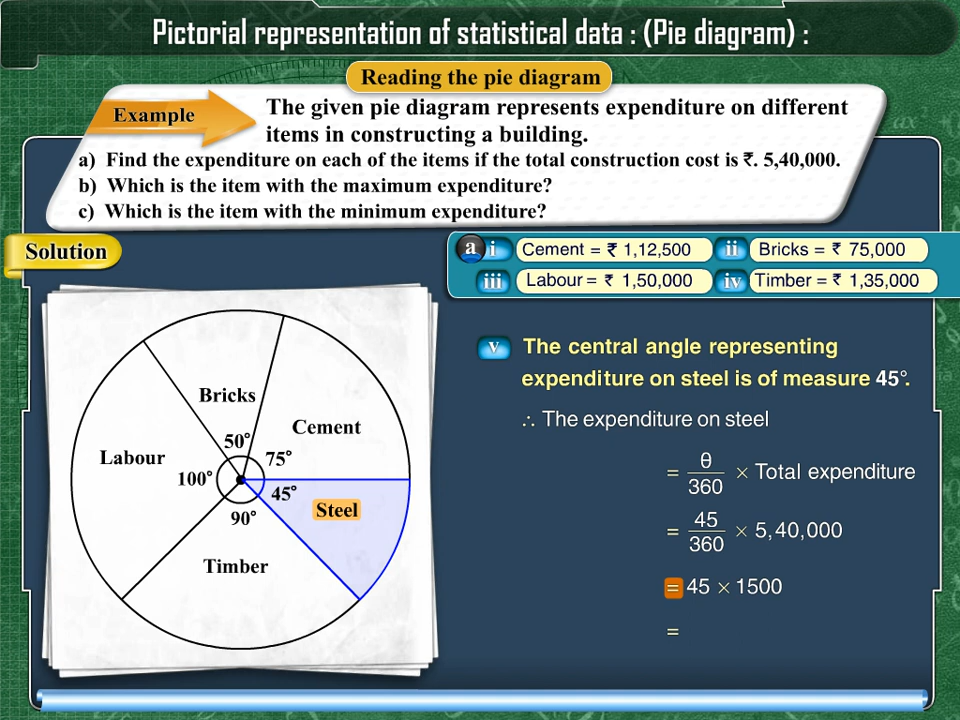 Pictorial representation of statistical data : (Pie diagram) :
Reading the pie diagram
Example
The given pie diagram represents expenditure on different
items in constructing a building.
a) Find the expenditure on each of the items if the total construction cost is ₹. 5,40,000.
b) Which is the item with the maximum expenditure?
c) Which is the item with the minimum expenditure?
Solution
a i Cement = ₹ 1,12,500 ii Bricks = ₹ 75,000
iii Labour = ₹ 1,50,000 iv Timber = ₹ 1,35,000
Bricks
Cement
Labour
50°
75°
100°
45°
90°
Steel
Timber
v The central angle representing
expenditure on steel is of measure 45°.
∴ The expenditure on steel
= θ/360 × Total expenditure
= 45/360 × 5,40,000
= 45 × 1500
=